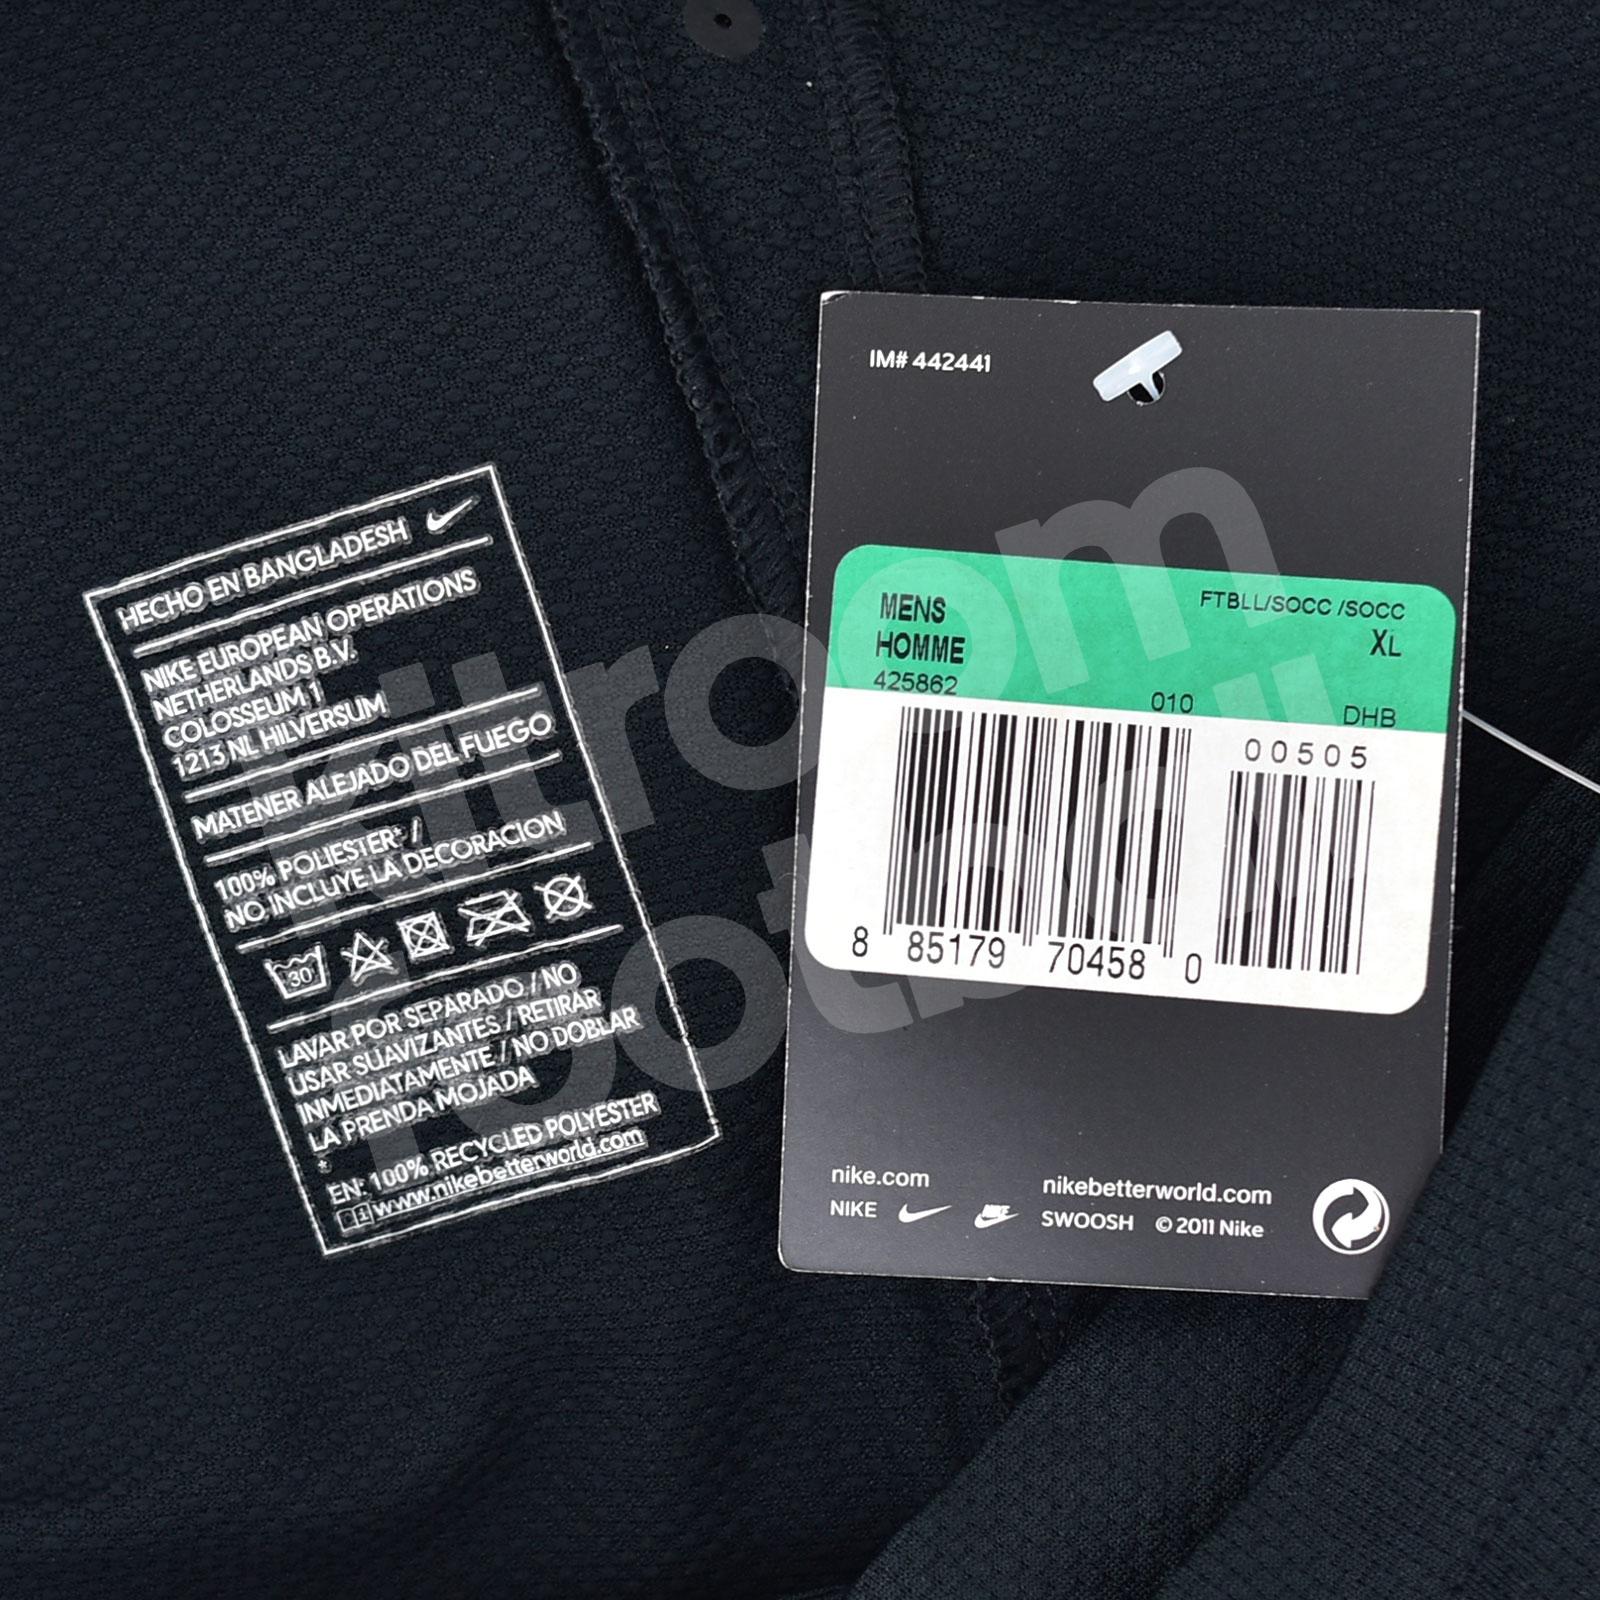 HECHO EN BANGLADESH
NIKE EUROPEAN OPERATIONS
NETHERLANDS B.V.
COLOSSEUM 1
1213 NL HILVERSUM
MATENER ALEJADO DEL FUEGO
100% POLIESTER* /
NO INCLUYE LA DECORACION
30
LAVAR POR SEPARADO / NO
USAR SUAVIZANTES / RETIRAR
INMEDIATAMENTE / NO DOBLAR
LA PRENDA MOJADA
*
EN: 100% RECYCLED POLYESTER
www.nikebetterworld.com
IM# 442441
MENS
HOMME
425862
FTBLL/SOCC /SOCC
XL
010
DHB
00505
8 85179 70458 0
nike.com
NIKE
NIKE
nikebetterworld.com
SWOOSH © 2011 Nike
kitroom
football